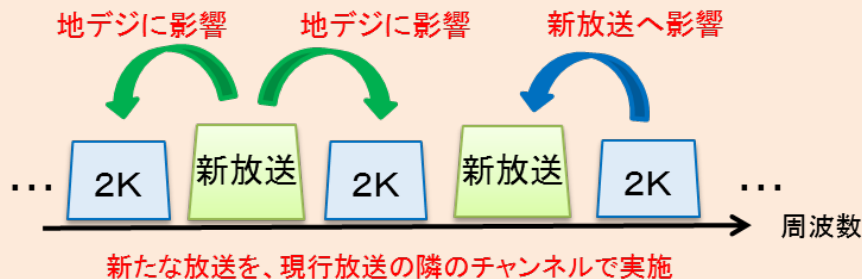 地デジに影響 地デジに影響 新放送へ影響
… 2K 新放送 2K 新放送 2K …
周波数
新たな放送を、現行放送の隣のチャンネルで実施